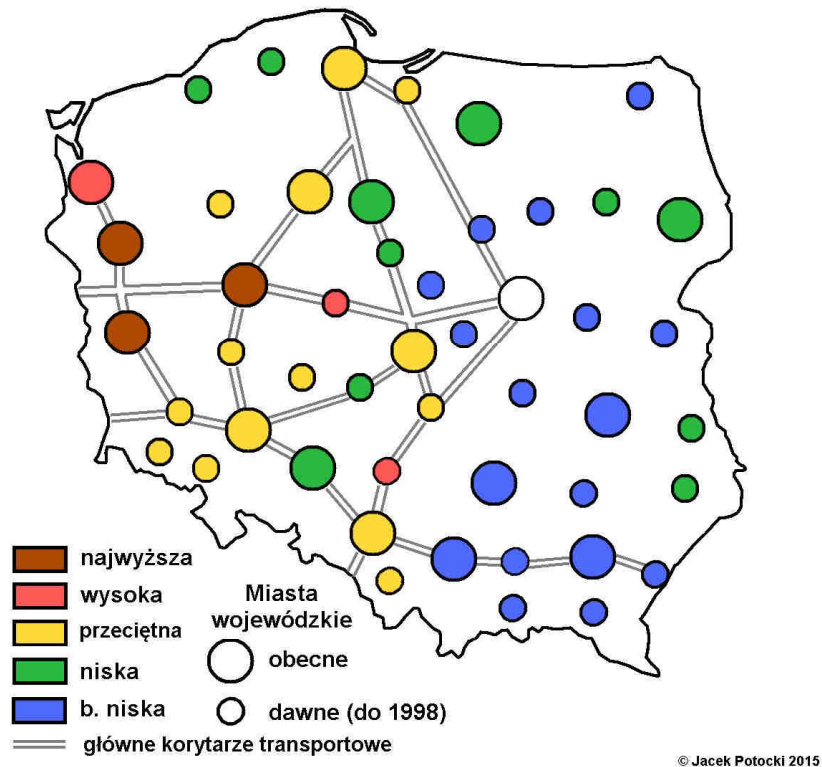 najwyższa
wysoka
przeciętna
niska
b. niska
główne korytarze transportowe
Miasta
wojewódzkie
obecne
dawne (do 1998)
© Jacek Potocki 2015